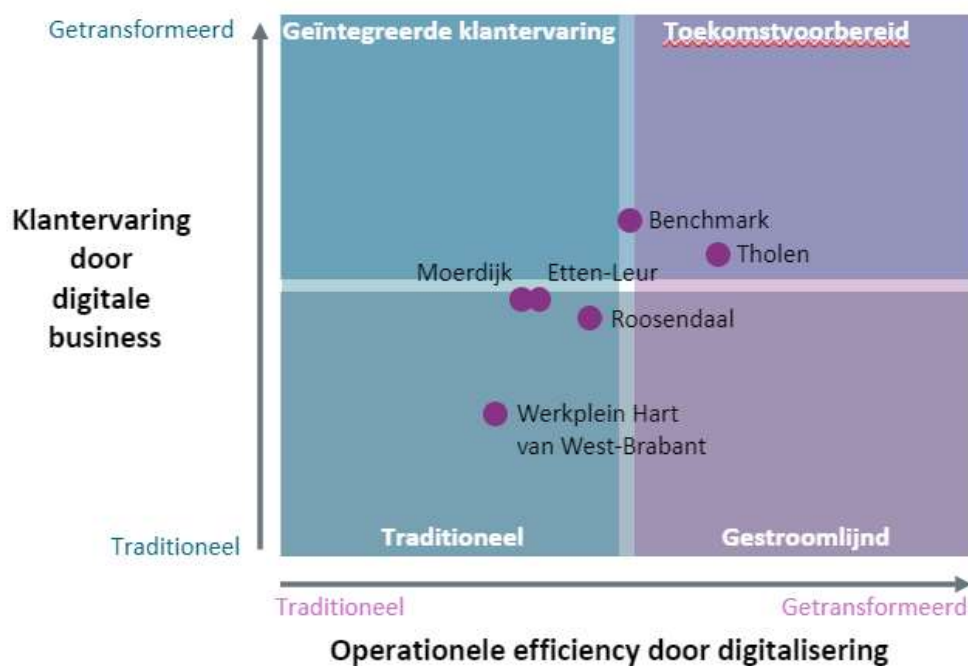 Getransformeerd
Geïntegreerde klantervaring
Toekomstvoorbereid
Klantervaring
door
digitale
business
Benchmark
Tholen
Moerdijk
Etten-Leur
Roosendaal
Werkplein Hart
van West-Brabant
Traditioneel
Traditioneel
Gestroomlijnd
Traditioneel
Getransformeerd
Operationele efficiency door digitalisering